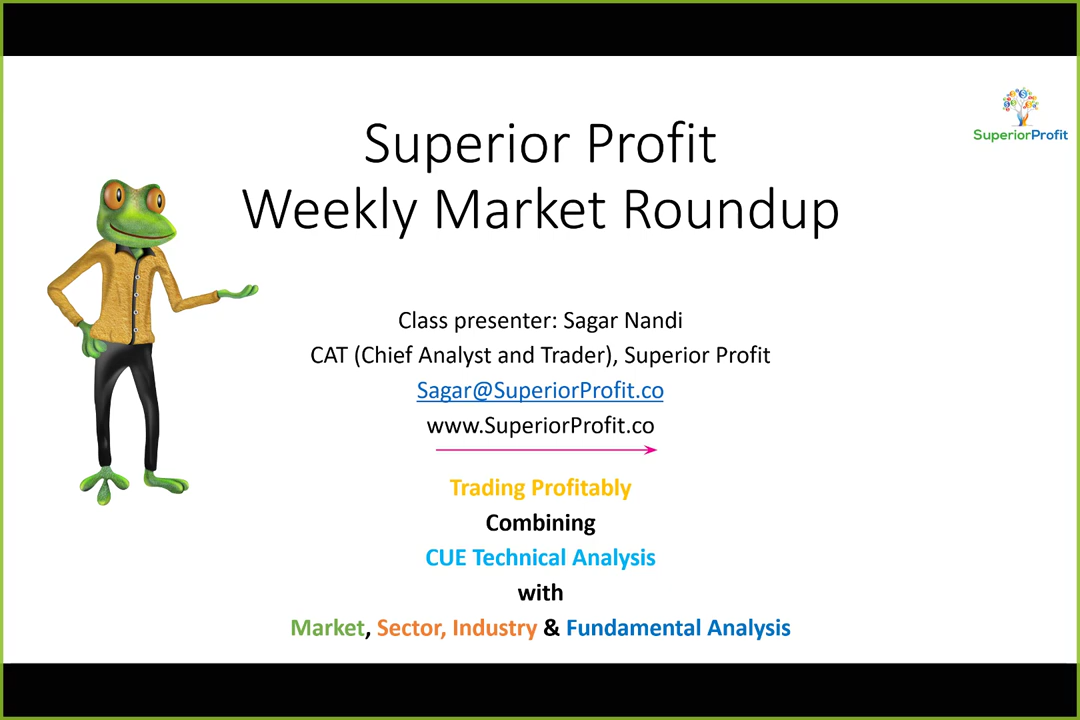 Superior Profit
Weekly Market Roundup
SuperiorProfit
Class presenter: Sagar Nandi
CAT (Chief Analyst and Trader), Superior Profit
Sagar@SuperiorProfit.co
www.SuperiorProfit.co
Trading Profitably
Combining
CUE Technical Analysis
with
Market, Sector, Industry & Fundamental Analysis